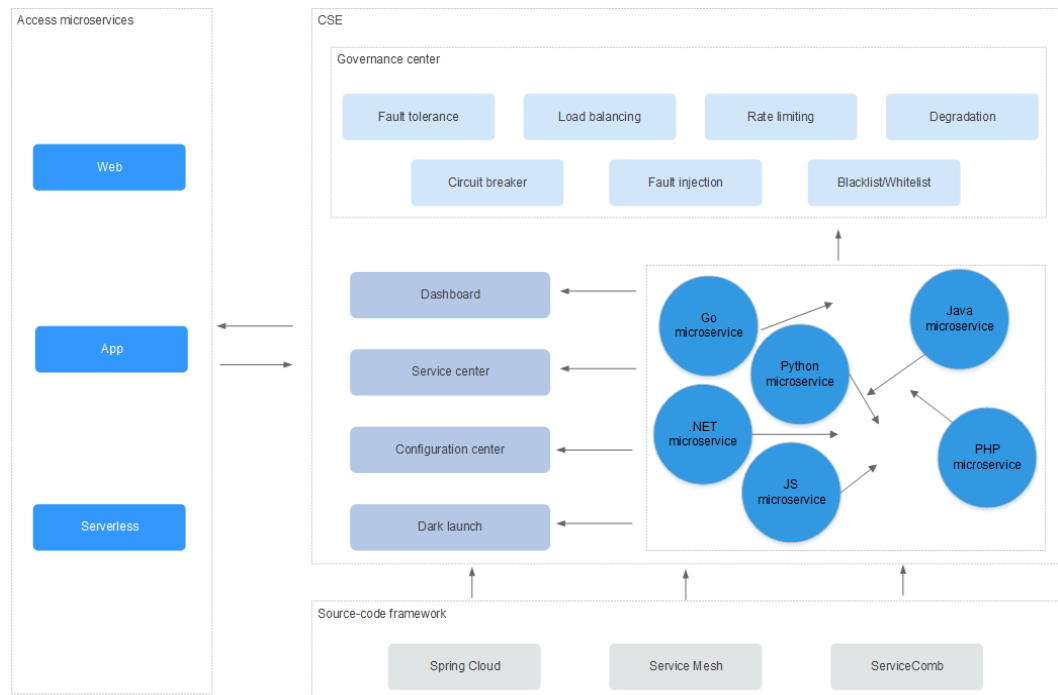 Access microservices
Web
App
Serverless
CSE
Governance center
Fault tolerance
Load balancing
Rate limiting
Degradation
Circuit breaker
Fault injection
Blacklist/Whitelist
Dashboard
Service center
Configuration center
Dark launch
Go
microservice
Java
microservice
Python
microservice
.NET
microservice
PHP
microservice
JS
microservice
Source-code framework
Spring Cloud
Service Mesh
ServiceComb